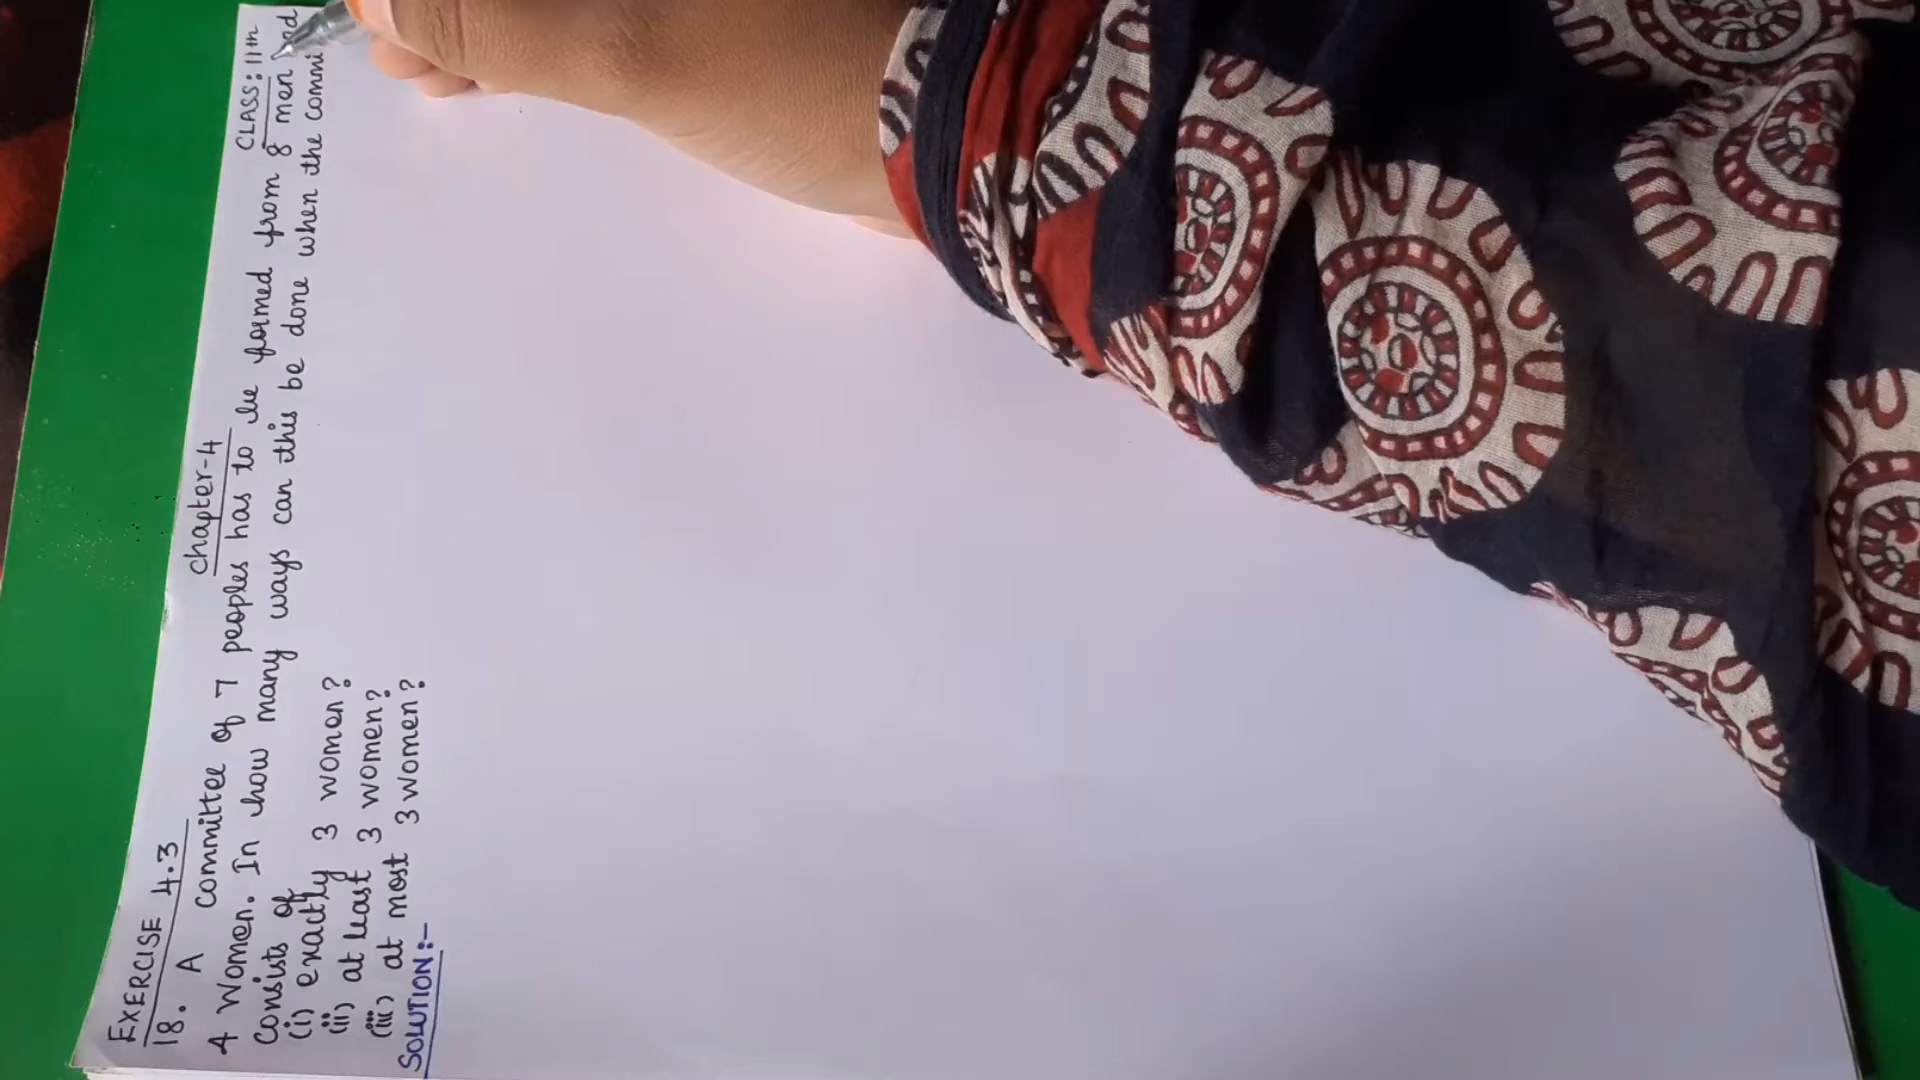 EXERCISE 4.3 Chapter-4 CLASS: 11th
18. A committee of 7 peoples has to be formed from 8 men
4 Women. In how many ways can this be done when the
consists of
(i) exactly 3 women?
(ii) at least 3 women?
(iii) at most 3 women?
SOLUTION:-